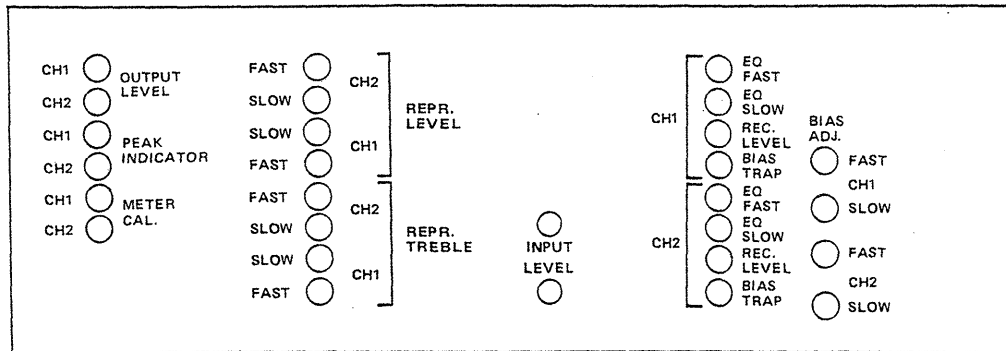 CH1
OUTPUT
LEVEL
CH2
CH1
PEAK
INDICATOR
CH2
CH1
METER
CAL.
CH2
FAST
CH2
SLOW
REPR.
LEVEL
SLOW
CH1
FAST
FAST
CH2
SLOW
REPR.
TREBLE
SLOW
CH1
FAST
INPUT
LEVEL
CH1
EQ
FAST
EQ
SLOW
REC.
LEVEL
BIAS
TRAP
CH2
EQ
FAST
EQ
SLOW
REC.
LEVEL
BIAS
TRAP
BIAS
ADJ.
FAST
CH1
SLOW
FAST
CH2
SLOW